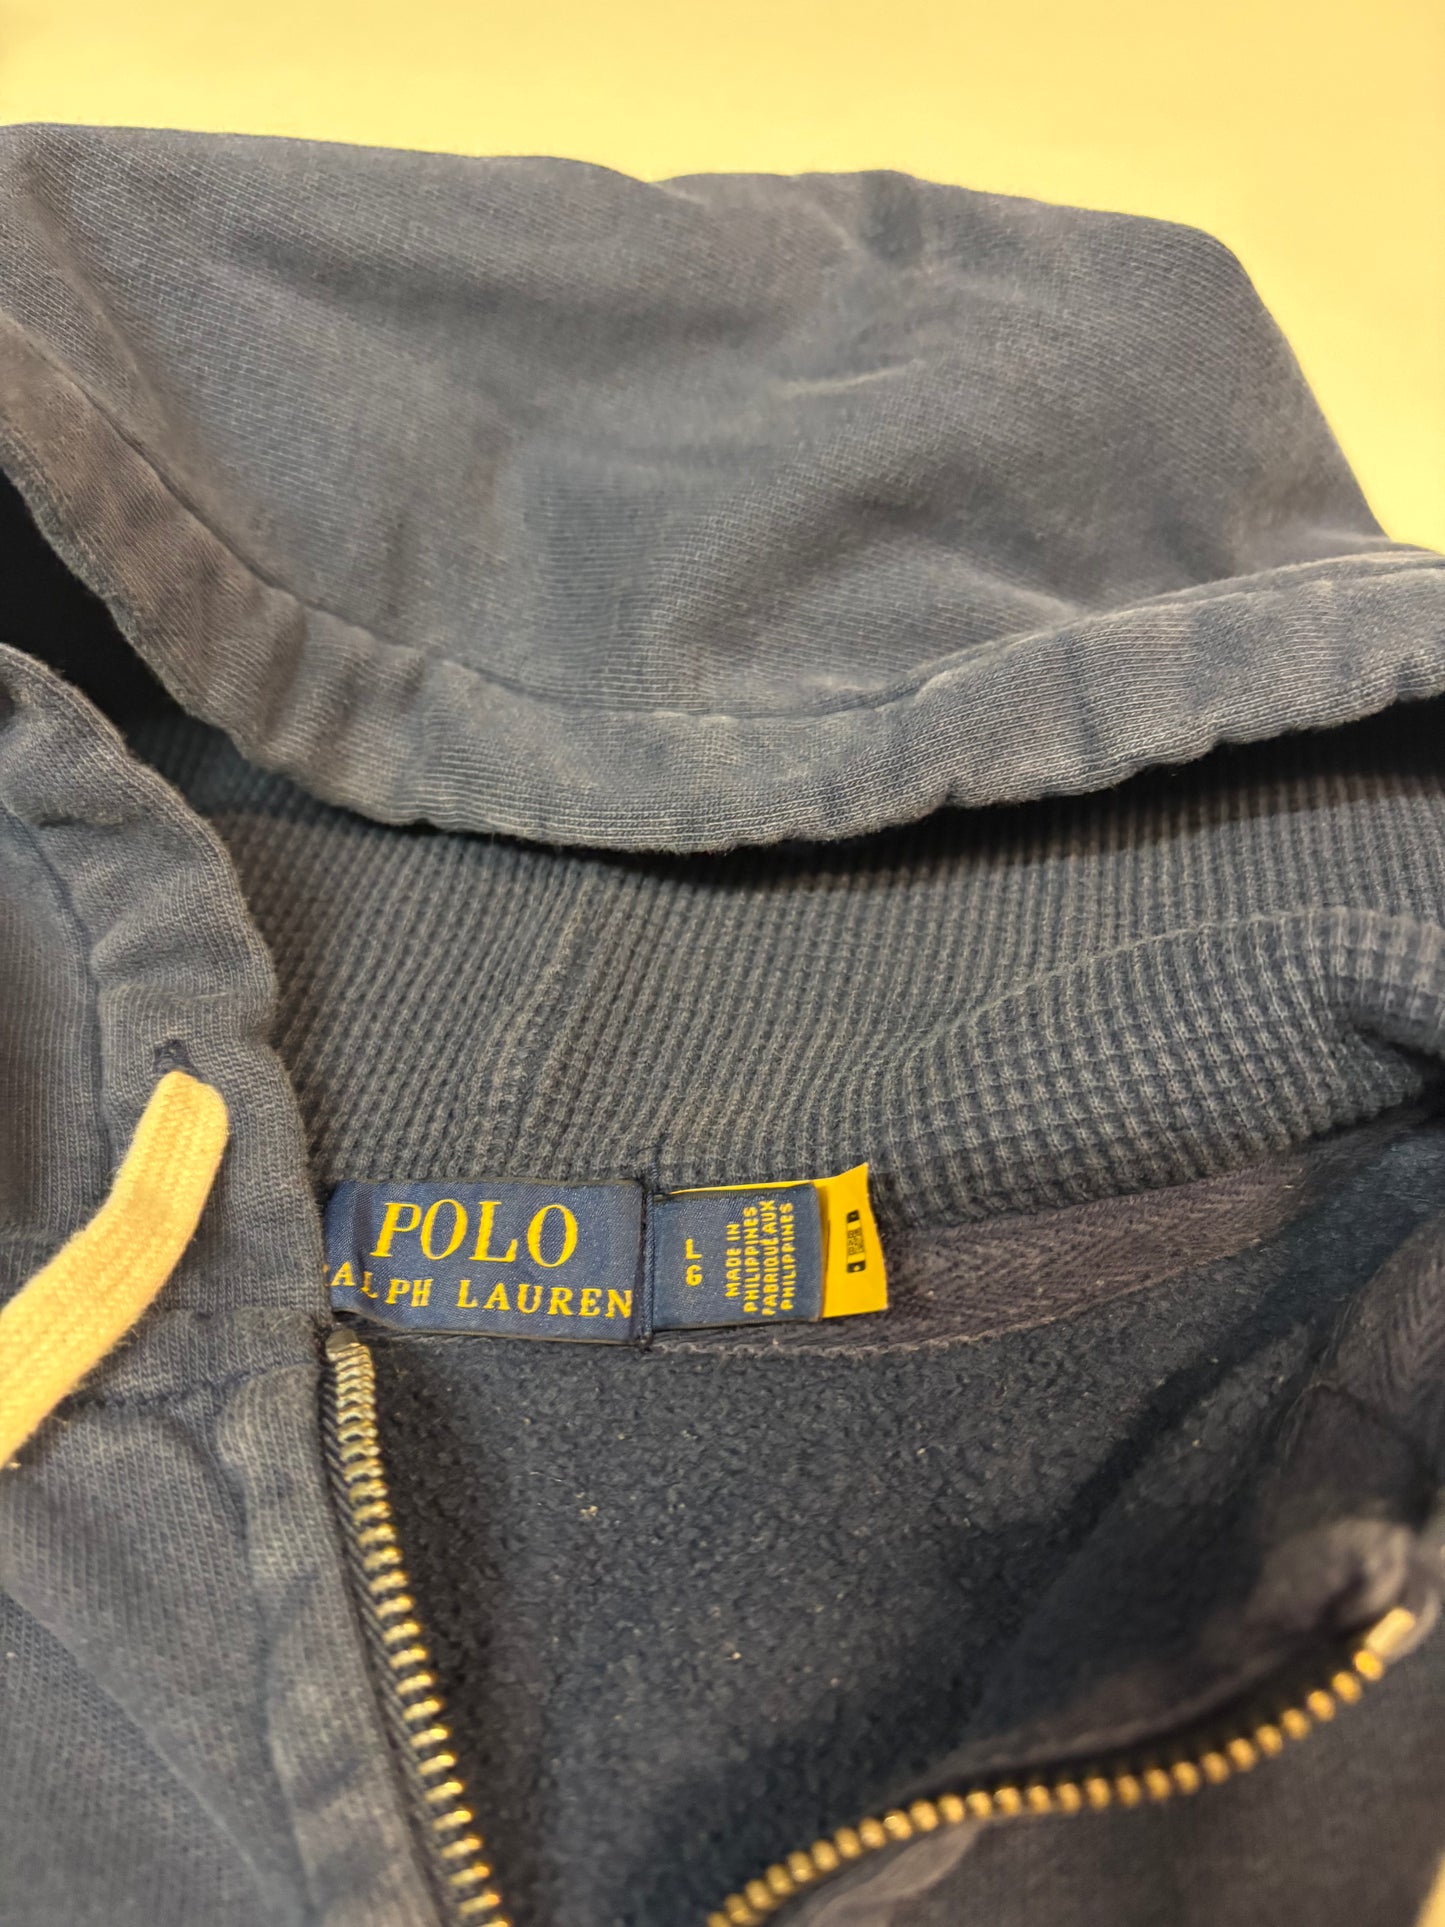 POLO
RALPH LAUREN
L
G
MADE IN
PHILIPPINES
FABRIQUÉ AUX
PHILIPPINES